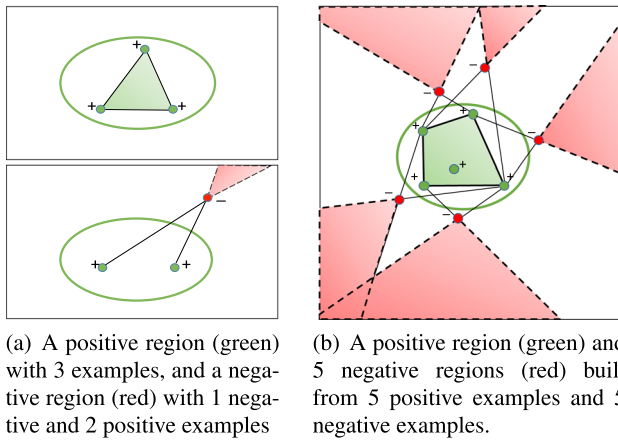 +
+
+
−
+
+
−
−
−
+
+
+
+
+
−
−
(a) A positive region (green)
with 3 examples, and a nega-
tive region (red) with 1 nega-
tive and 2 positive examples
(b) A positive region (green) and
5 negative regions (red) buil
from 5 positive examples and 5
negative examples.